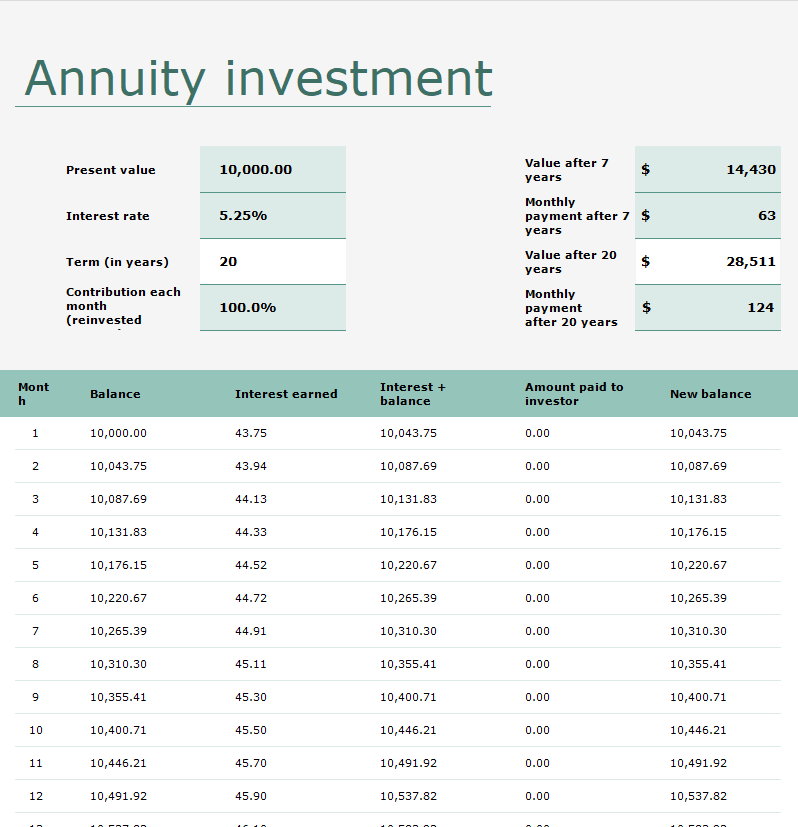 Annuity investment
Present value 10,000.00
Interest rate 5.25%
Term (in years) 20
Contribution each
month
(reinvested
100.0%
Value after 7
years
$ 14,430
Monthly
payment after 7
years
$ 63
Value after 20
years
$ 28,511
Monthly
payment
after 20 years
$ 124
Mont
h
Balance
Interest earned
Interest +
balance
Amount paid to
investor
New balance
1 10,000.00 43.75 10,043.75 0.00 10,043.75
2 10,043.75 43.94 10,087.69 0.00 10,087.69
3 10,087.69 44.13 10,131.83 0.00 10,131.83
4 10,131.83 44.33 10,176.15 0.00 10,176.15
5 10,176.15 44.52 10,220.67 0.00 10,220.67
6 10,220.67 44.72 10,265.39 0.00 10,265.39
7 10,265.39 44.91 10,310.30 0.00 10,310.30
8 10,310.30 45.11 10,355.41 0.00 10,355.41
9 10,355.41 45.30 10,400.71 0.00 10,400.71
10 10,400.71 45.50 10,446.21 0.00 10,446.21
11 10,446.21 45.70 10,491.92 0.00 10,491.92
12 10,491.92 45.90 10,537.82 0.00 10,537.82